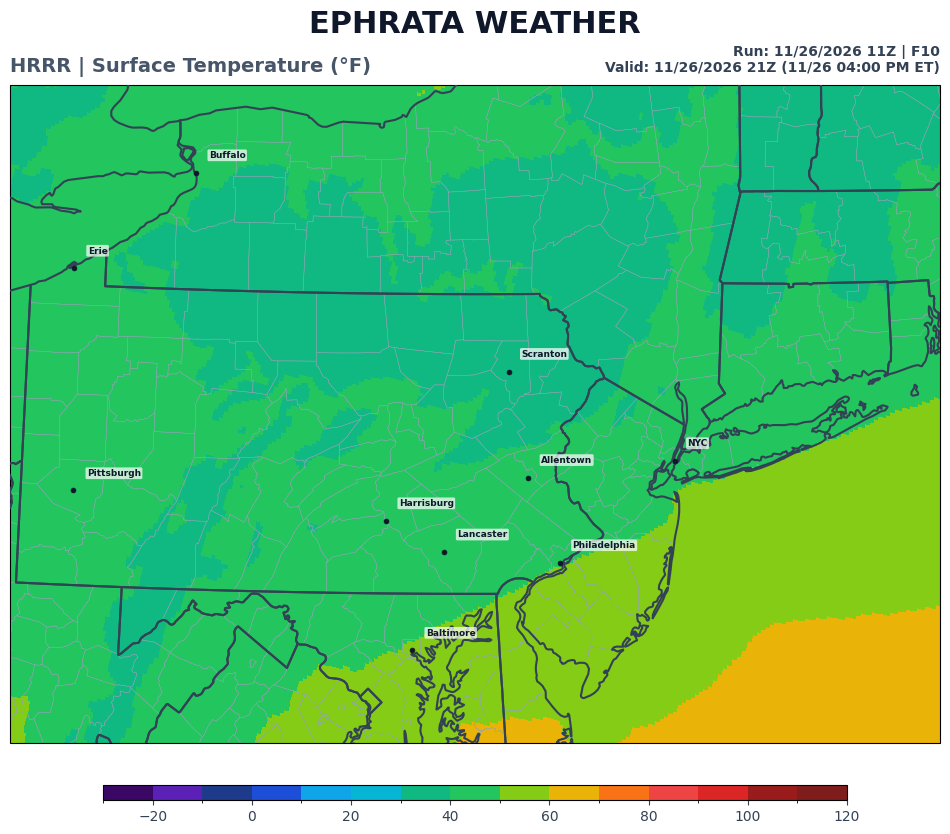 EPHRATA WEATHER
HRRR | Surface Temperature (°F)
Run: 11/26/2026 11Z | F10
Valid: 11/26/2026 21Z (11/26 04:00 PM ET)
Buffalo
Erie
Scranton
NYC
Allentown
Pittsburgh
Harrisburg
Lancaster
Philadelphia
Baltimore
−20 0 20 40 60 80 100 120